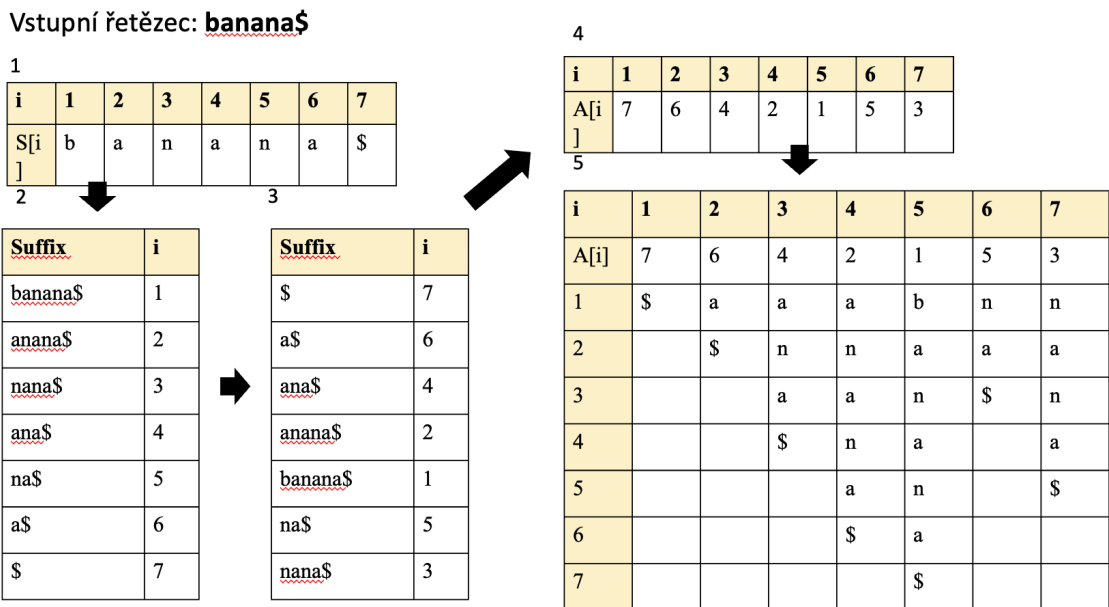 Vstupní řetězec: banana$
1
i 1 2 3 4 5 6 7
S[i
] b a n a n a $
2
Suffix i
banana$ 1
anana$ 2
nana$ 3
ana$ 4
na$ 5
a$ 6
$ 7
3
Suffix i
$ 7
a$ 6
ana$ 4
anana$ 2
banana$ 1
na$ 5
nana$ 3
4
i 1 2 3 4 5 6 7
A[i
] 7 6 4 2 1 5 3
5
i 1 2 3 4 5 6 7
A[i] 7 6 4 2 1 5 3
1 $ a a a b n n
2 $ n n a a a
3 a a n $ n
4 $ n a a
5 a n $
6 $ a
7 $